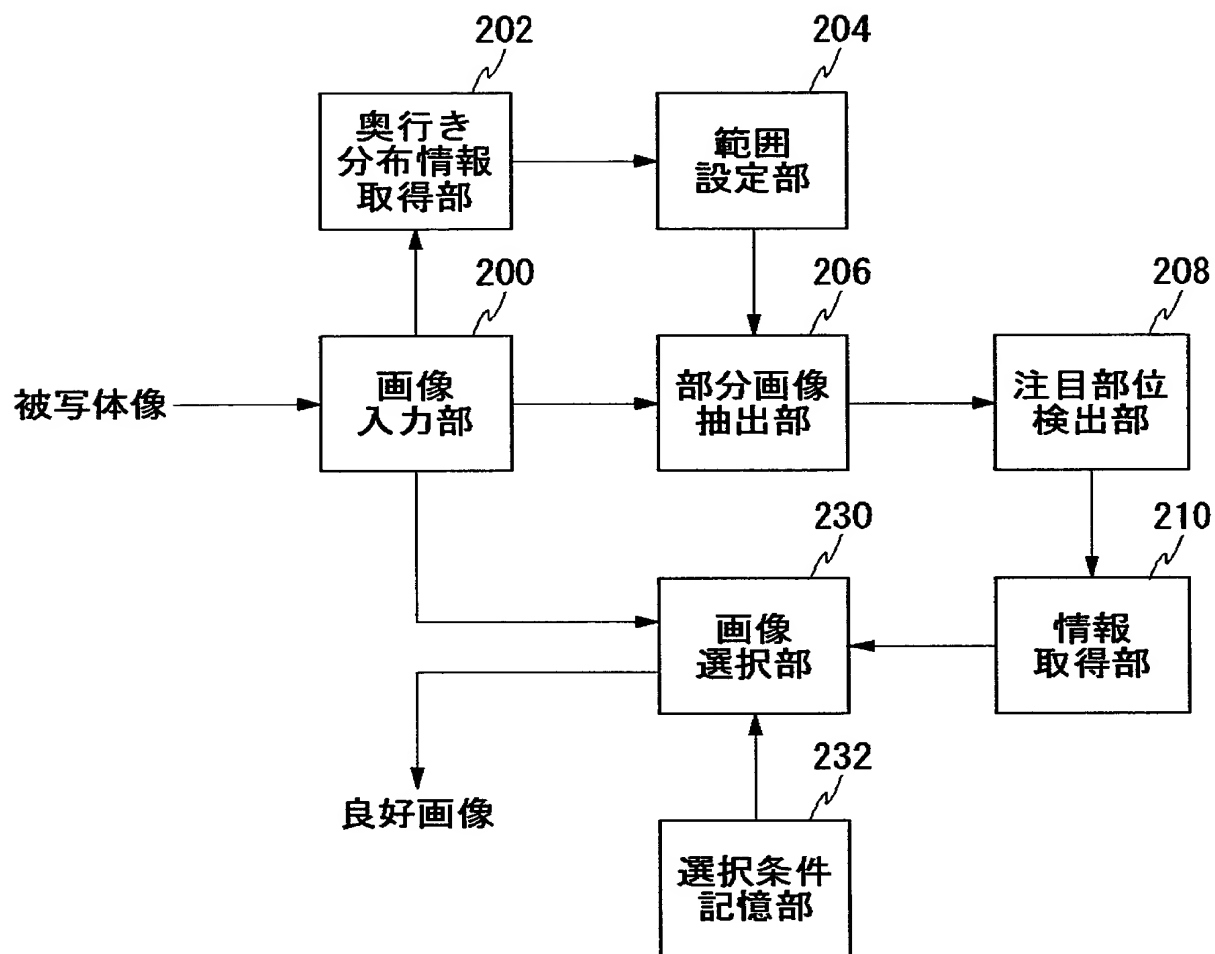 202
奥行き
分布情報
取得部
204
範囲
設定部
被写体像
200
画像
入力部
206
部分画像
抽出部
208
注目部位
検出部
230
画像
選択部
210
情報
取得部
良好画像
232
選択条件
記憶部